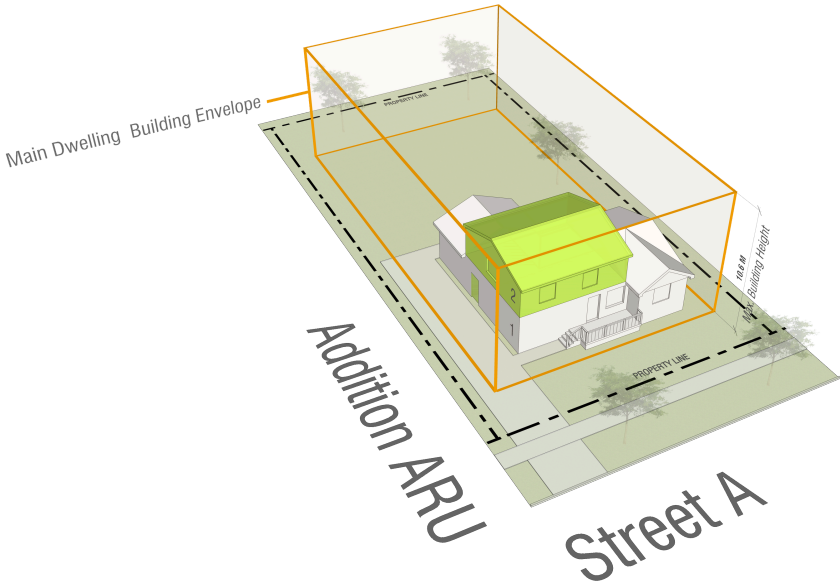 PROPERTY LINE
Main Dwelling Building Envelope
10.6 M
Max. Building Height
2
1
PROPERTY LINE
Addition ARU
Street A